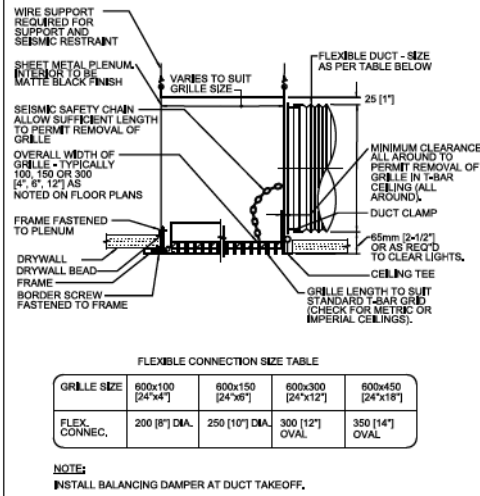 WIRE SUPPORT
REQUIRED FOR
SUPPORT AND
SEISMIC RESTRAINT
SHEET METAL PLENUM.
INTERIOR TO BE
MATTE BLACK FINISH
VARIES TO SUIT
GRILLE SIZE
FLEXIBLE DUCT - SIZE
AS PER TABLE BELOW
25 [1"]
SEISMIC SAFETY CHAIN
ALLOW SUFFICIENT LENGTH
TO PERMIT REMOVAL OF
GRILLE
OVERALL WIDTH OF
GRILLE - TYPICALLY
100, 150 OR 300
[4", 6", 12"] AS
NOTED ON FLOOR PLANS
MINIMUM CLEARANCE
ALL AROUND TO
PERMIT REMOVAL OF
GRILLE IN T-BAR
CEILING (ALL
AROUND).
FRAME FASTENED
TO PLENUM
DUCT CLAMP
65mm [2-1/2"]
OR AS REQ'D
TO CLEAR LIGHTS.
DRYWALL
DRYWALL BEAD
FRAME
BORDER SCREW
FASTENED TO FRAME
CEILING TEE
GRILLE LENGTH TO SUIT
STANDARD T-BAR GRID
(CHECK FOR METRIC OR
IMPERIAL CEILINGS).
FLEXIBLE CONNECTION SIZE TABLE
GRILLE SIZE 600x100 600x150 600x300 600x450
[24"x4"] [24"x6"] [24"x12"] [24"x18"]
FLEX. 200 [8"] DIA. 250 [10"] DIA. 300 [12"] 350 [14"]
CONNEC. OVAL OVAL
NOTE:
INSTALL BALANCING DAMPER AT DUCT TAKEOFF.